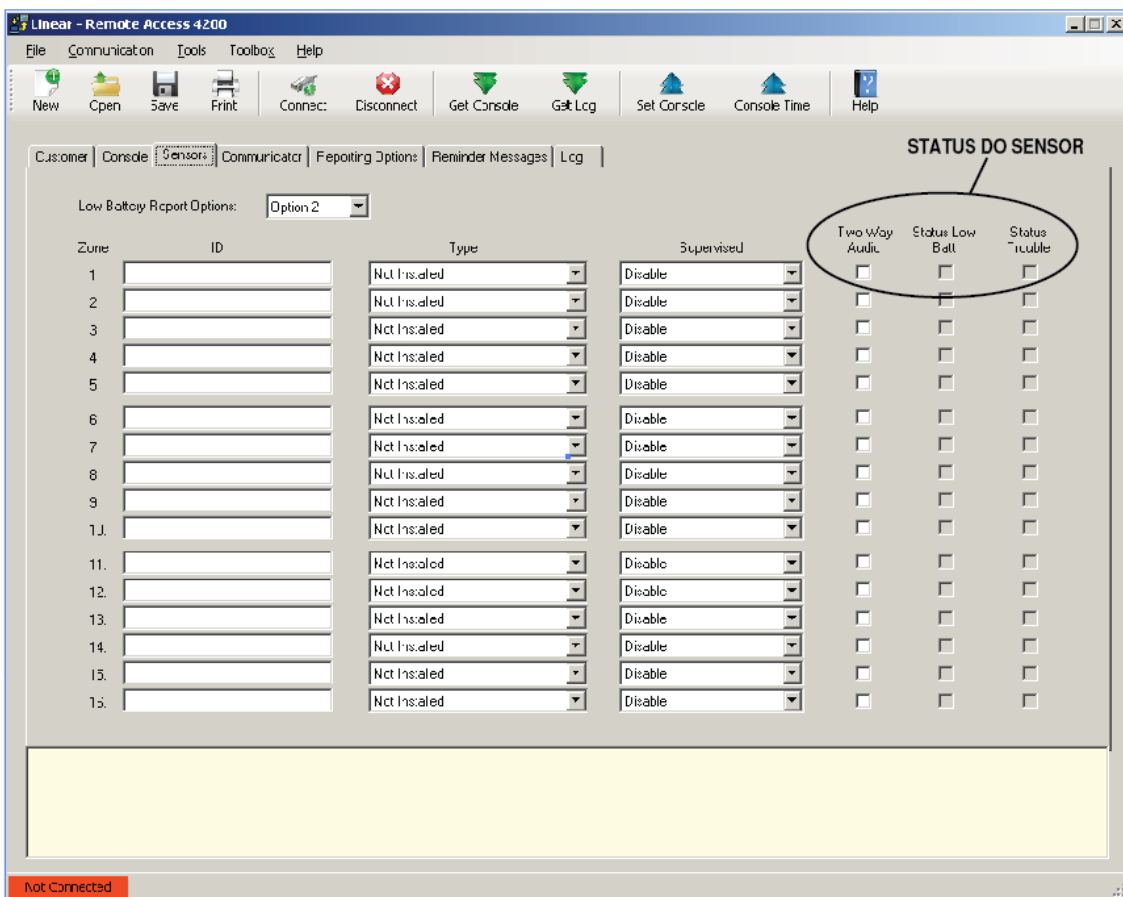 Linear - Remote Access 4200
File Communication Tools Toolbox Help
New Open Save Print Connect Disconnect Get Console Get Log Set Console Console Time Help
STATUS DO SENSOR
Customer Console Sensors Communicator Reporting Options Reminder Messages Log
Low Battery Report Options: Option 2
Two Way Status Low Status
Zone ID Type Supervised Audio Batt Trouble
1 Not Installed Disable
2 Not Installed Disable
3 Not Installed Disable
4 Not Installed Disable
5 Not Installed Disable
6 Not Installed Disable
7 Not Installed Disable
8 Not Installed Disable
9 Not Installed Disable
10. Not Installed Disable
11. Not Installed Disable
12. Not Installed Disable
13. Not Installed Disable
14. Not Installed Disable
15. Not Installed Disable
16. Not Installed Disable
Not Connected